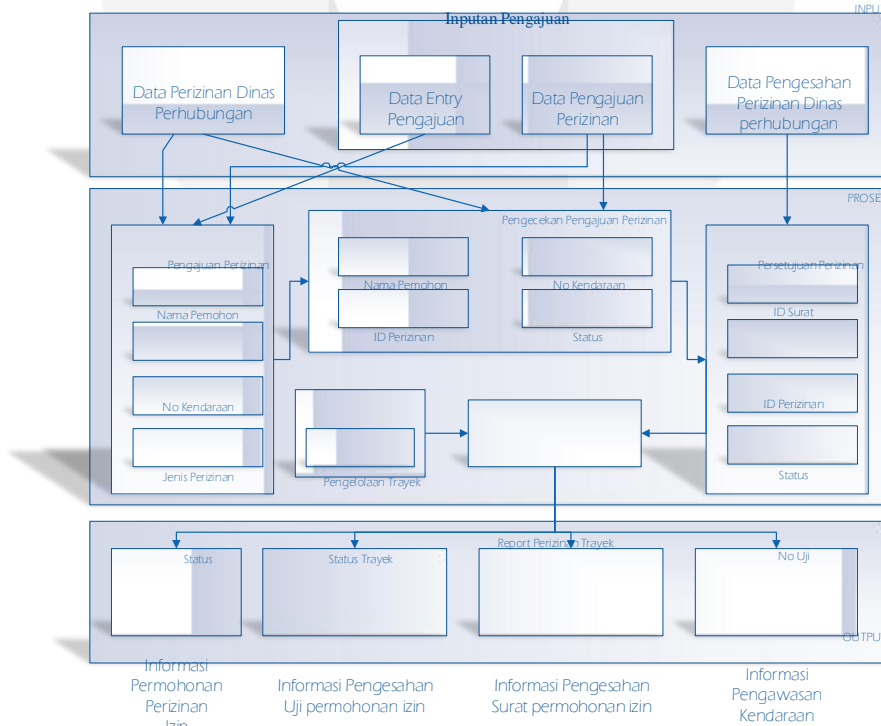 INPU
Inputan Pengajuan
Data Perizinan Dinas
Perhubungan
Data Entry
Pengajuan
Data Pengajuan
Perizinan
Data Pengesahan
Perizinan Dinas
perhubungan
PROSE
Pengajuan Perizinan
Nama Pemohon
No Kendaraan
Jenis Perizinan
Pengecekan Pengajuan Perizinan
Nama Pemohon
No Kendaraan
ID Perizinan
Status
Persetujuan Perizinan
ID Surat
ID Perizinan
Status
Pengelolaan Trayek
Status
Status Trayek
Report Perizinan Trayek
No Uji
OUTPU
Informasi
Permohonan
Perizinan
Izin
Informasi Pengesahan
Uji permohonan izin
Informasi Pengesahan
Surat permohonan izin
Informasi
Pengawasan
Kendaraan